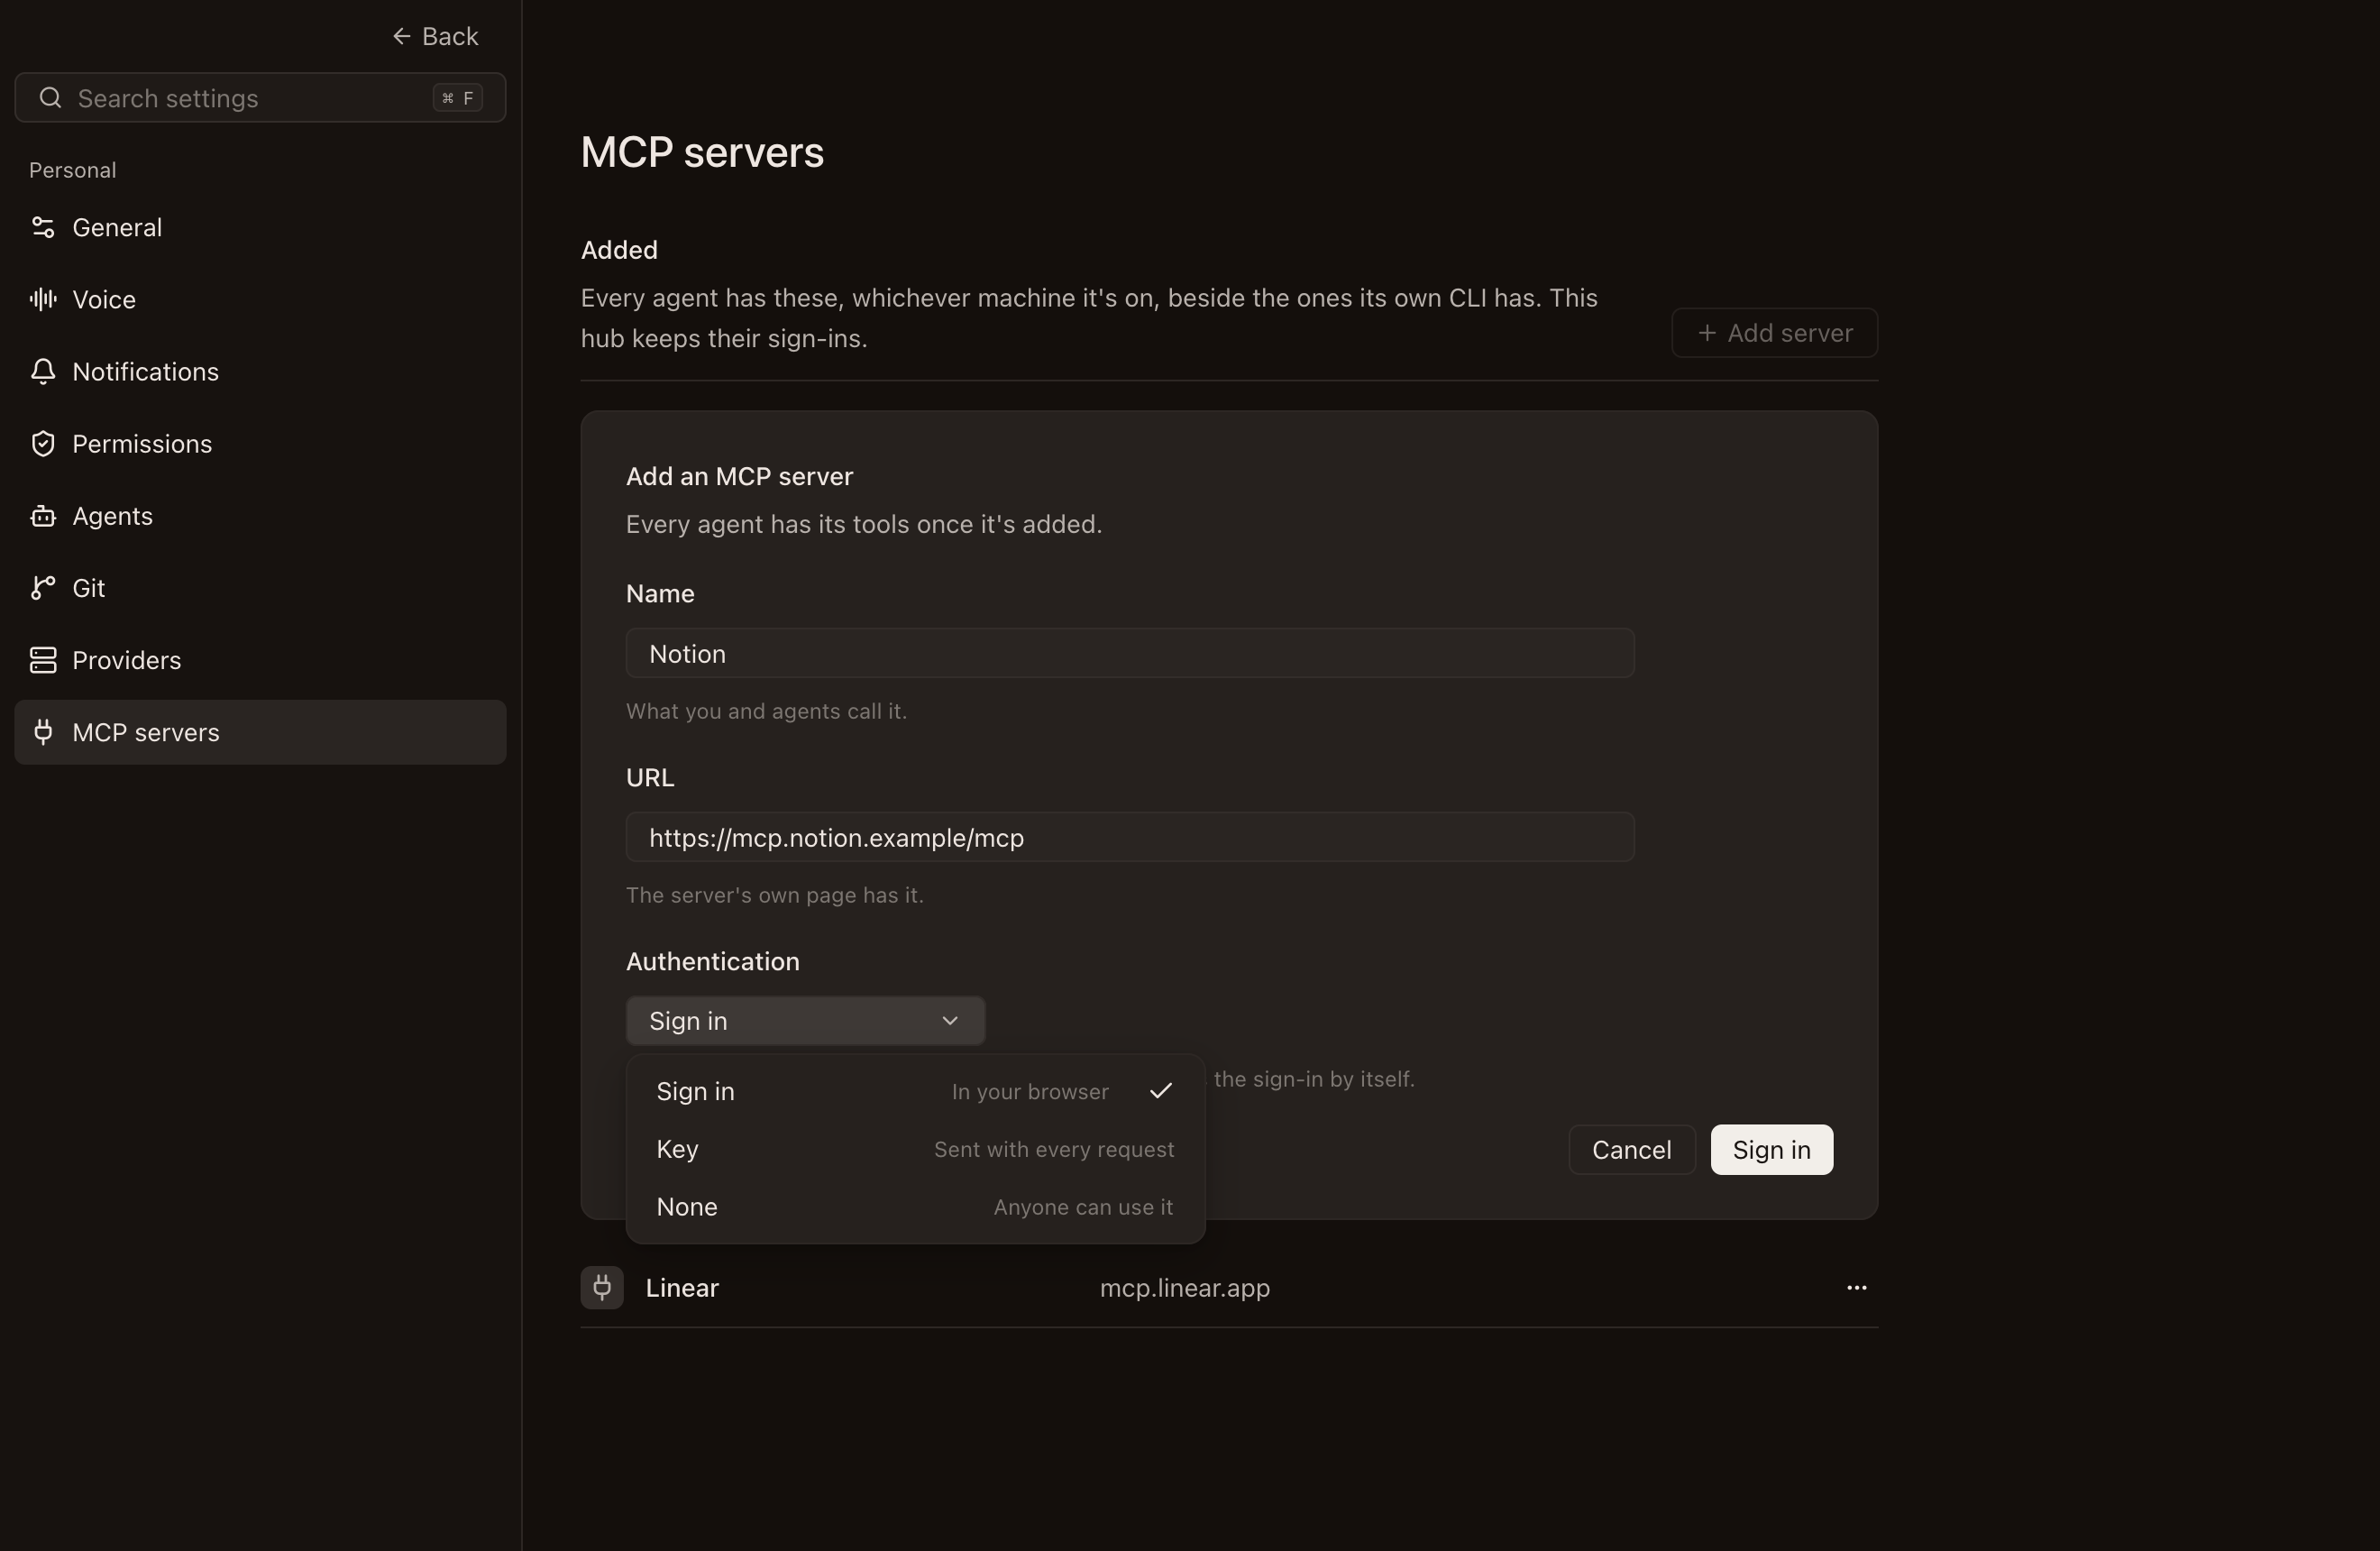 Back
Search settings
⌘ F
Personal
General
Voice
Notifications
Permissions
Agents
Git
Providers
MCP servers
MCP servers
Added
Every agent has these, whichever machine it's on, beside the ones its own CLI has. This
hub keeps their sign-ins.
Add server
Add an MCP server
Every agent has its tools once it's added.
Name
Notion
What you and agents call it.
URL
https://mcp.notion.example/mcp
The server's own page has it.
Authentication
Sign in
the sign-in by itself.
Sign in In your browser
Key Sent with every request
None Anyone can use it
Cancel
Sign in
Linear mcp.linear.app